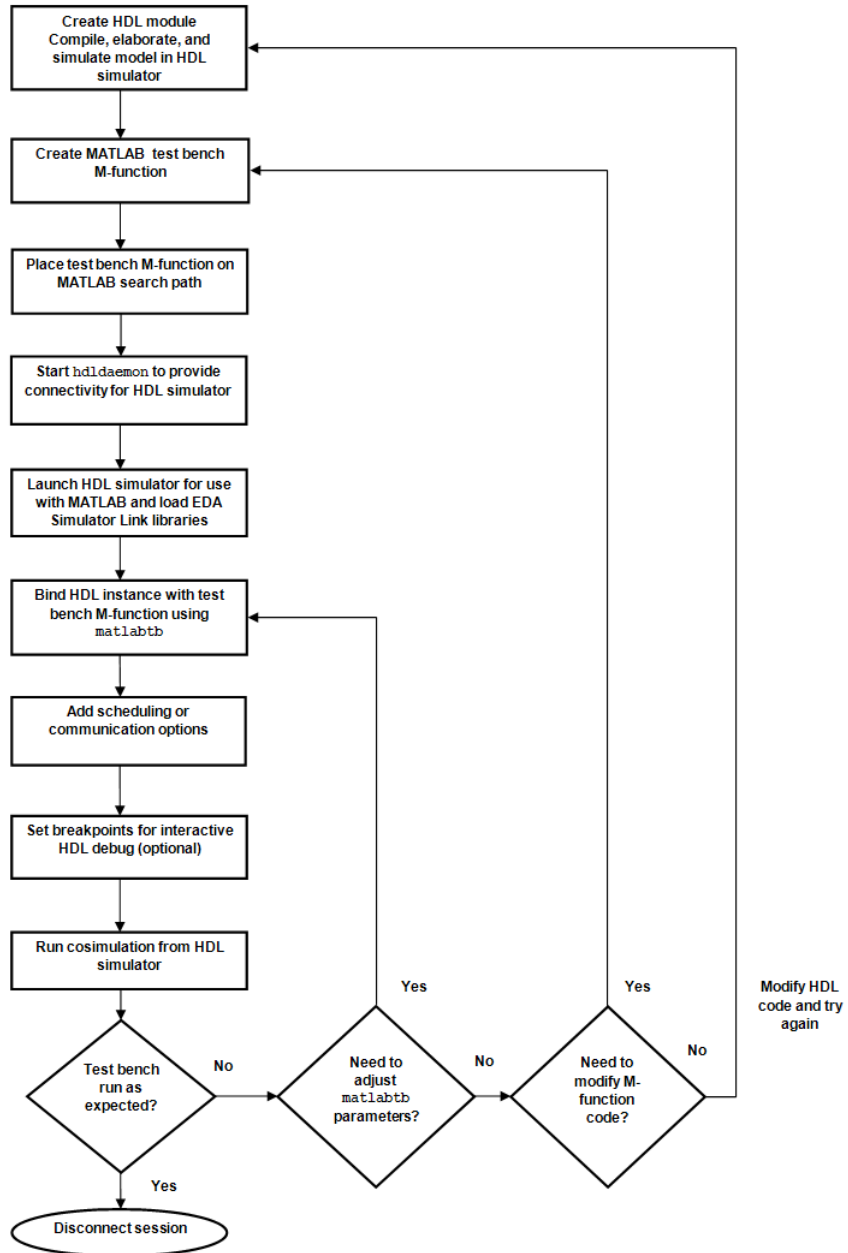 Create HDL module
Compile, elaborate, and
simulate model in HDL
simulator
Create MATLAB test bench
M-function
Place test bench M-function on
MATLAB search path
Start hdldaemon to provide
connectivity for HDL simulator
Launch HDL simulator for use
with MATLAB and load EDA
Simulator Link libraries
Bind HDL instance with test
bench M-function using
matlabtb
Add scheduling or
communication options
Set breakpoints for interactive
HDL debug (optional)
Run cosimulation from HDL
simulator
Test bench
run as
expected?
No
Yes
Need to
adjust
matlabtb
parameters?
Yes
No
Need to
modify M-
function
code?
Yes
No
Modify HDL
code and try
again
Disconnect session